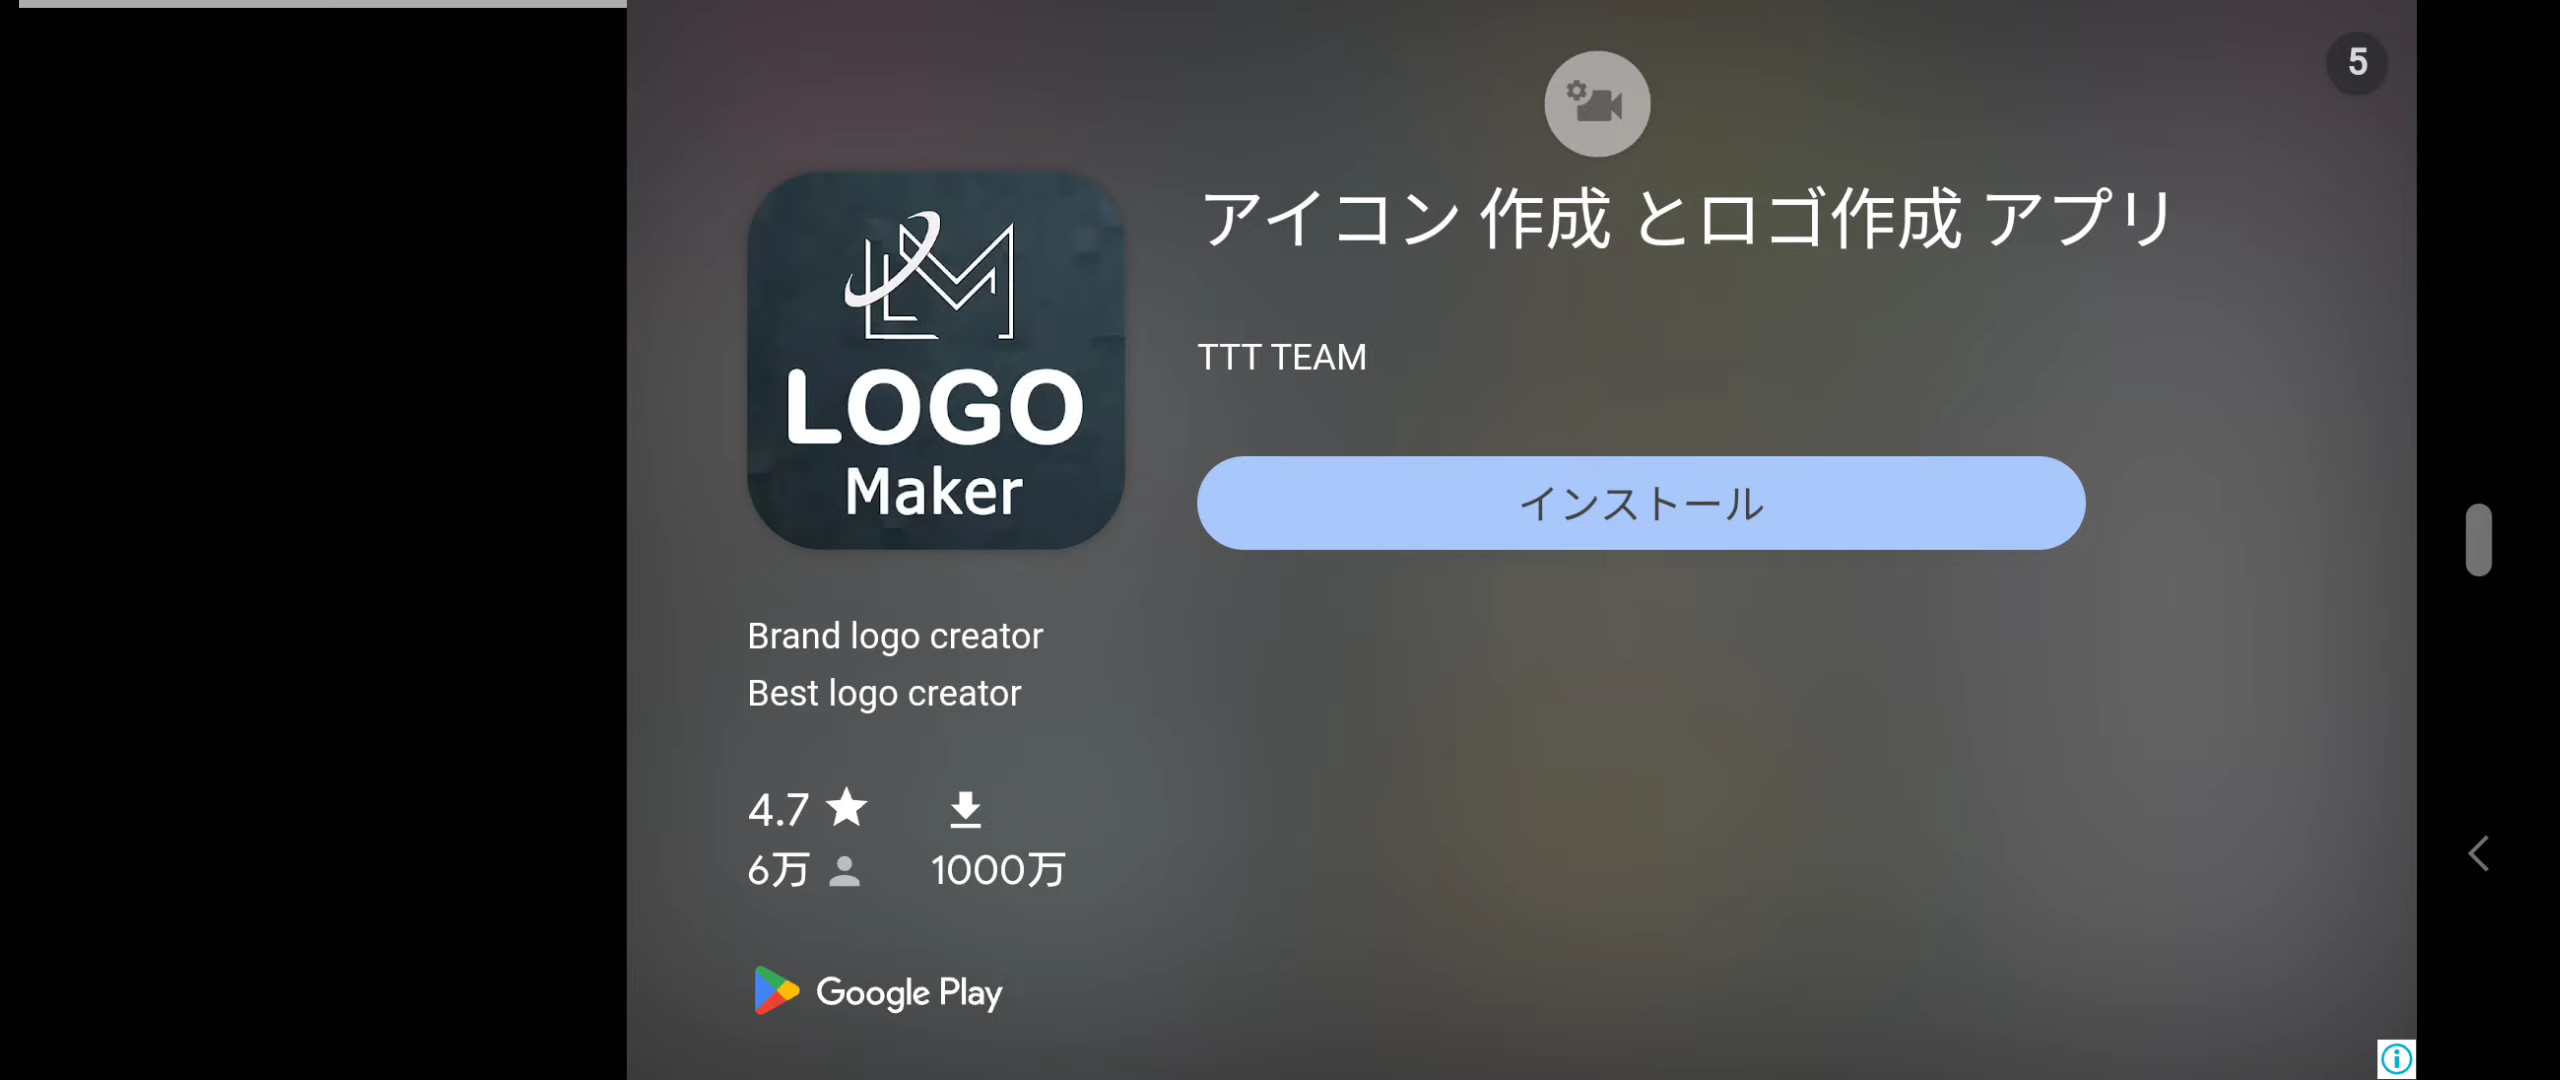 5
アイコン 作成 とロゴ作成 アプリ
LM
LOGO
Maker
TTT TEAM
インストール
Brand logo creator
Best logo creator
4.7
6万
1000万
Google Play